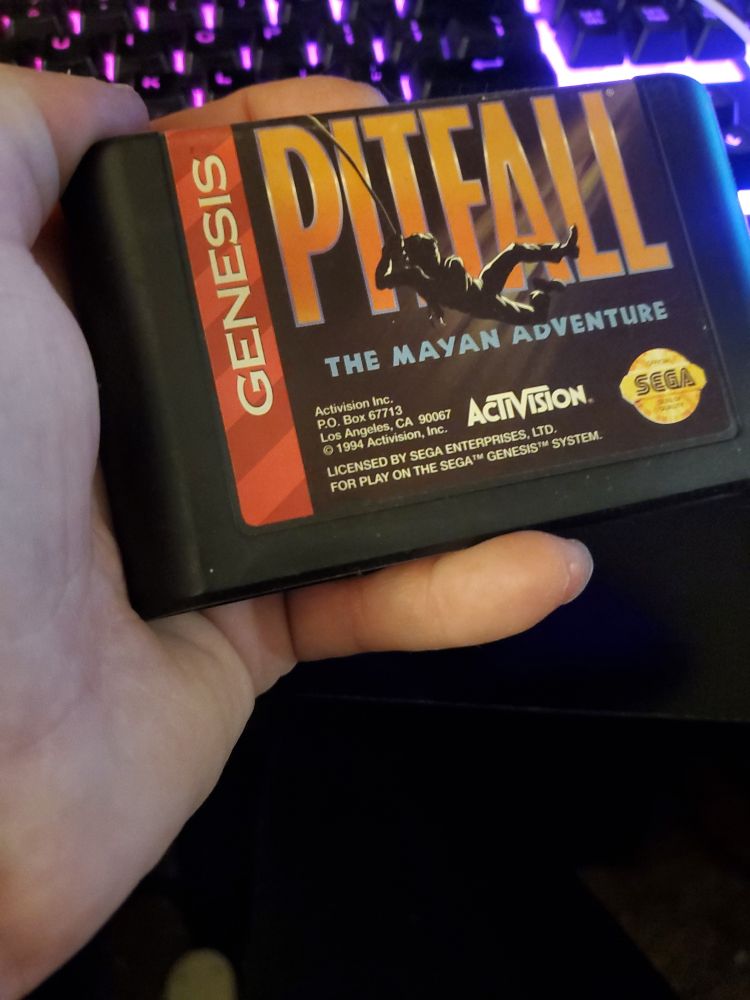 GENESIS
PITFALL
THE MAYAN ADVENTURE
Activision Inc.
P.O. Box 67713
Los Angeles, CA 90067
© 1994 Activision, Inc.
ACTIVISION
LICENSED BY SEGA ENTERPRISES, LTD.
FOR PLAY ON THE SEGA™ GENESIS™ SYSTEM.
SEGA